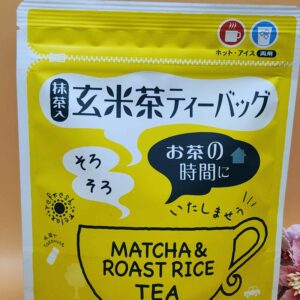 ホット・アイス 両用
抹茶入
玄米茶ティーバッグ
そろ
そろ
お茶の
時間に
いたしませう
MATCHA &
ROAST RICE
TEA